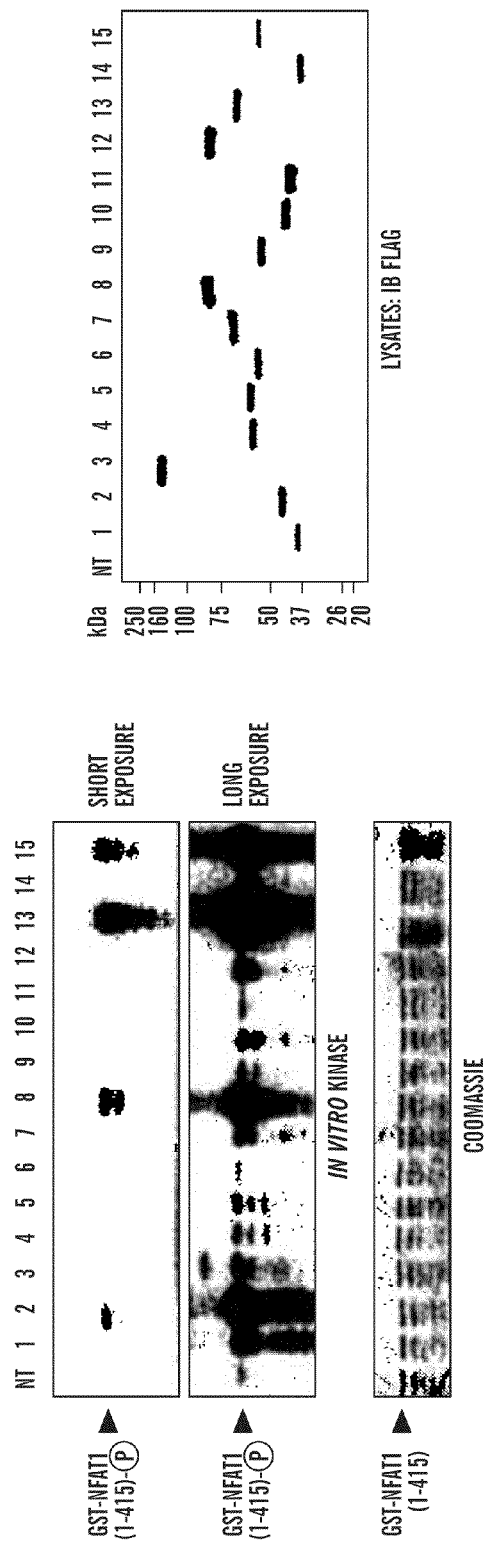 NT 1 2 3 4 5 6 7 8 9 10 11 12 13 14 15
GST-NFAT1
(1-415)-P
SHORT
EXPOSURE
GST-NFAT1
(1-415)-P
LONG
EXPOSURE
IN VITRO KINASE
GST-NFAT1
(1-415)
COOMASSIE
kDa NT 1 2 3 4 5 6 7 8 9 10 11 12 13 14 15
250
160
100
75
50
37
26
20
LYSATES: IB FLAG